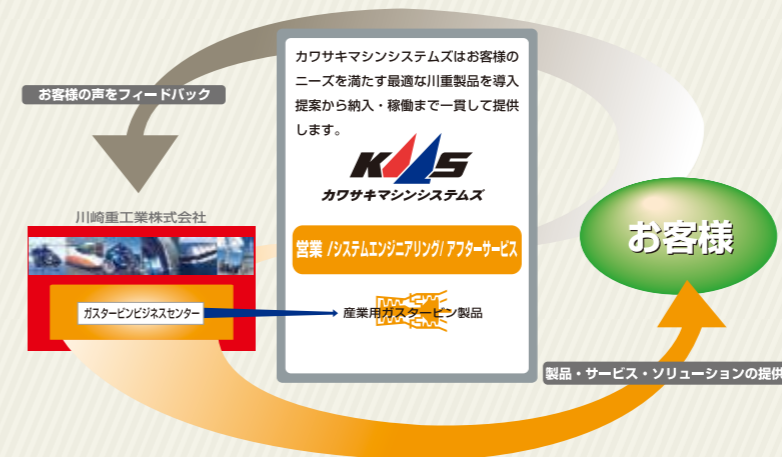 カワサキマシンシステムズはお客様の
ニーズを満たす最適な川重製品を導入
提案から納入・稼働まで一貫して提供
します。
お客様の声をフィードバック
KMS
カワサキマシンシステムズ
川崎重工業株式会社
営業 /システムエンジニアリング/ アフターサービス
お客様
ガスタービンビジネスセンター
産業用ガスタービン製品
製品・サービス・ソリューションの提供